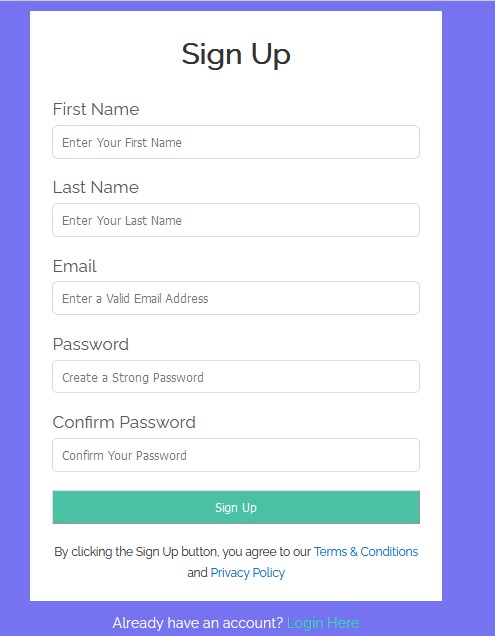 Sign Up
First Name
Enter Your First Name
Last Name
Enter Your Last Name
Email
Enter a Valid Email Address
Password
Create a Strong Password
Confirm Password
Confirm Your Password
Sign Up
By clicking the Sign Up button, you agree to our Terms & Conditions
and Privacy Policy
Already have an account? Login Here